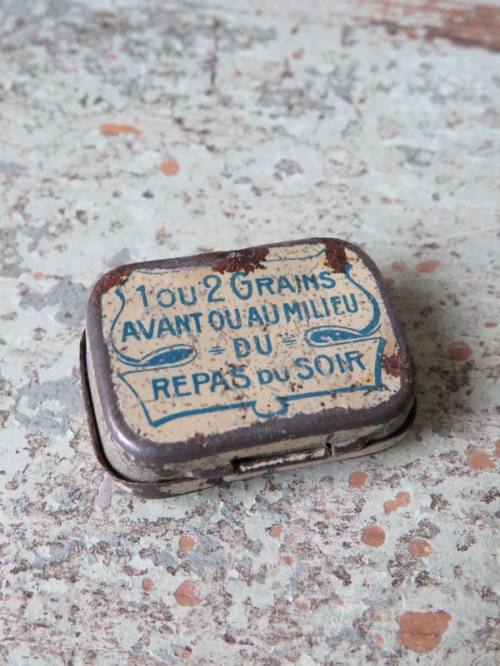 1 OU 2 GRAINS
AVANT OU AU MILIEU
= DU =
REPAS DU SOIR